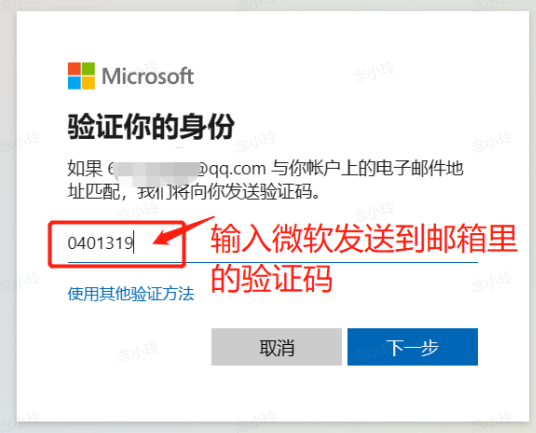 Microsoft
验证你的身份
如果 6 @qq.com 与你帐户上的电子邮件地
址匹配，我们将向你发送验证码。
0401319
输入微软发送到邮箱里
的验证码
使用其他验证方法
取消
下一步
念小玲